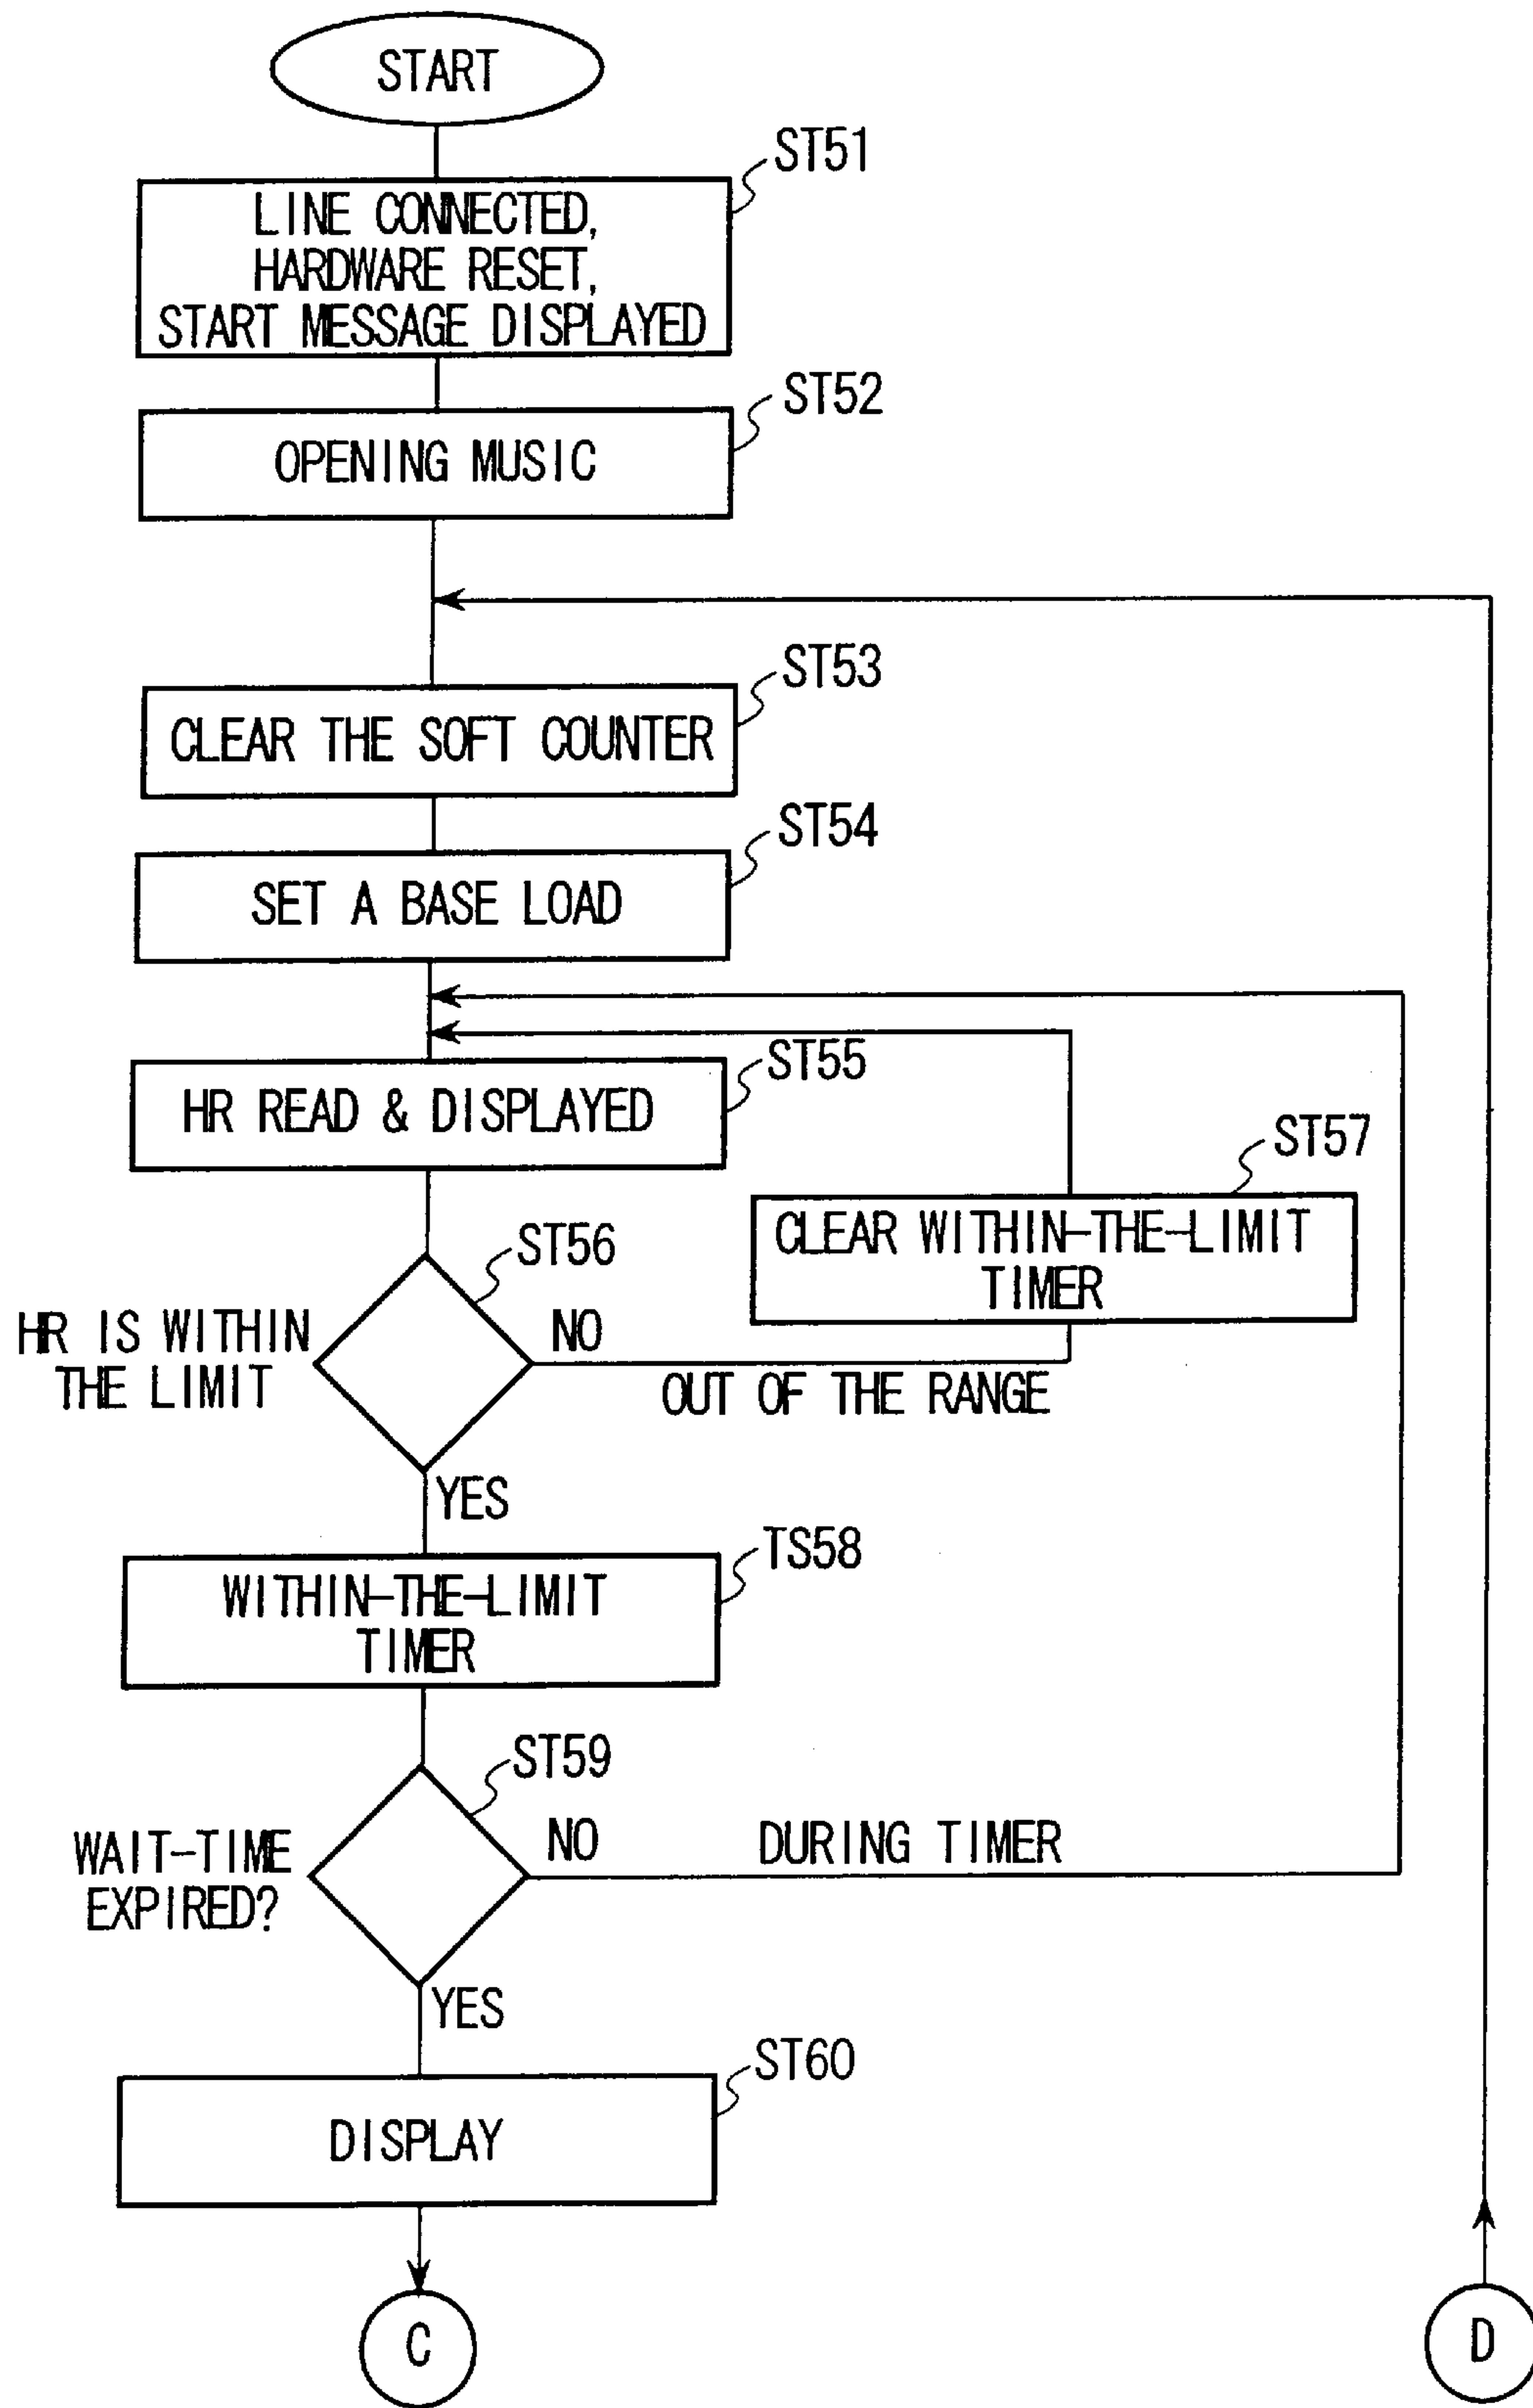 START
ST51
LINE CONNECTED,
HARDWARE RESET,
START MESSAGE DISPLAYED
ST52
OPENING MUSIC
ST53
CLEAR THE SOFT COUNTER
ST54
SET A BASE LOAD
ST55
HR READ & DISPLAYED
ST57
CLEAR WITHIN-THE-LIMIT
TIMER
ST56
HR IS WITHIN
THE LIMIT
NO
OUT OF THE RANGE
YES
TS58
WITHIN-THE-LIMIT
TIMER
ST59
WAIT-TIME
EXPIRED?
NO
DURING TIMER
YES
ST60
DISPLAY
C
D